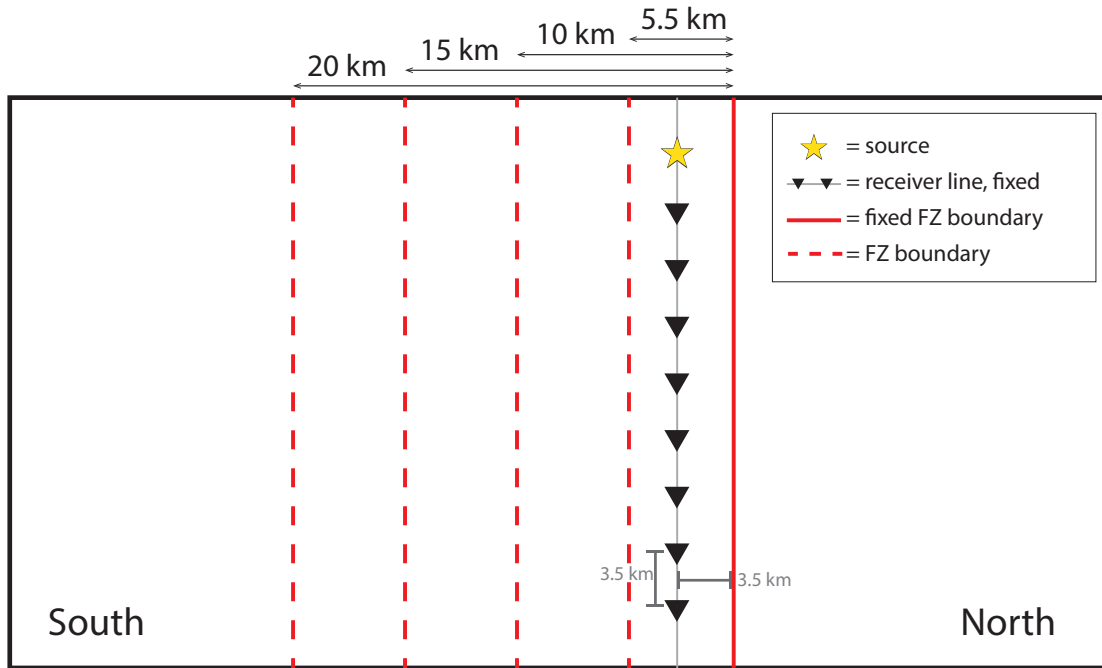 5.5 km
10 km
15 km
20 km
= source
= receiver line, fixed
= fixed FZ boundary
= FZ boundary
3.5 km
3.5 km
South
North